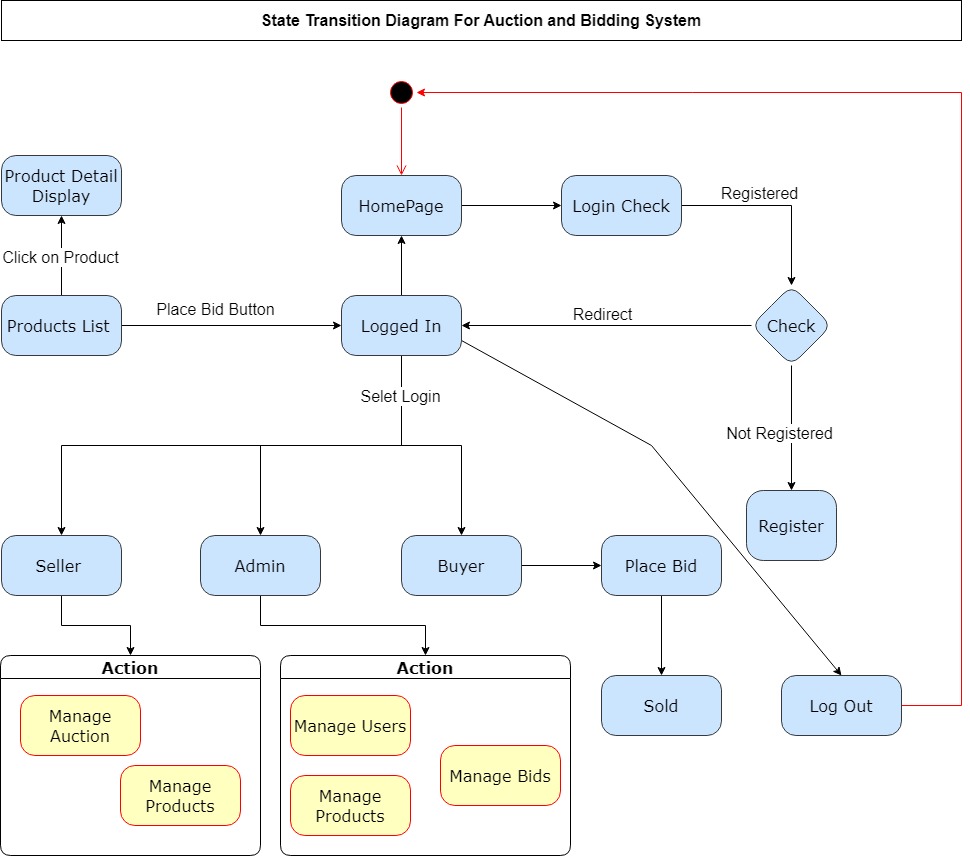 State Transition Diagram For Auction and Bidding System
Product Detail
Display
HomePage
Login Check
Registered
Click on Product
Products List
Place Bid Button
Logged In
Redirect
Check
Selet Login
Not Registered
Register
Seller
Admin
Buyer
Place Bid
Action
Action
Manage
Auction
Manage Users
Sold
Log Out
Manage
Products
Manage
Products
Manage Bids